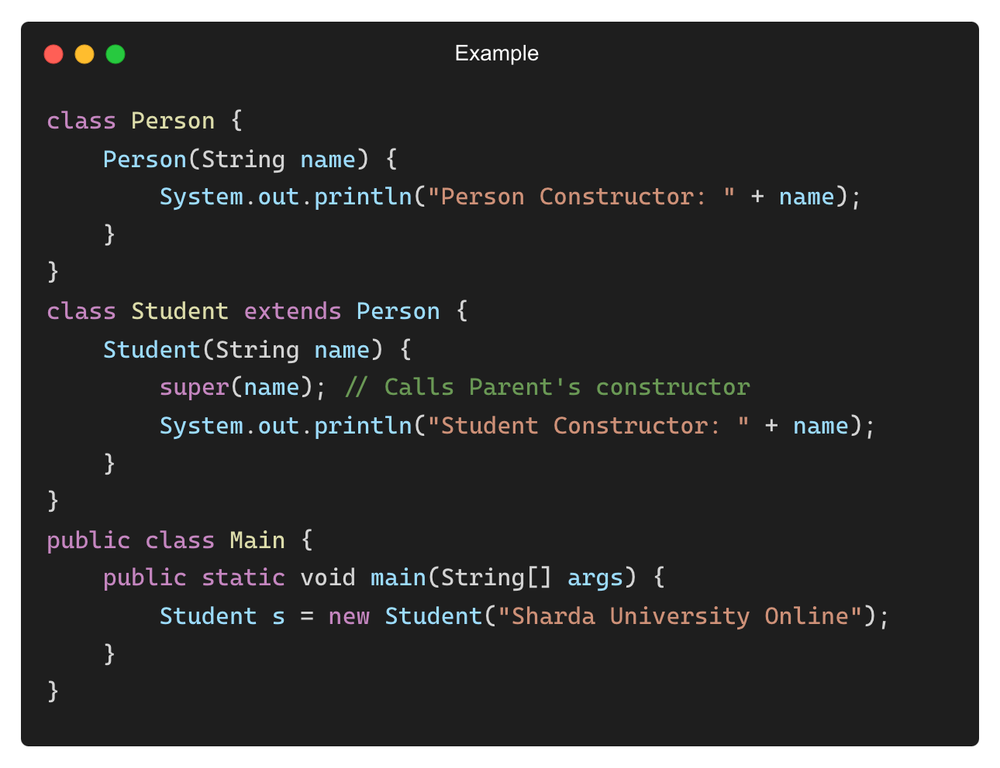 Example
class Person {
    Person(String name) {
        System.out.println("Person Constructor: " + name);
    }
}
class Student extends Person {
    Student(String name) {
        super(name); // Calls Parent's constructor
        System.out.println("Student Constructor: " + name);
    }
}
public class Main {
    public static void main(String[] args) {
        Student s = new Student("Sharda University Online");
    }
}